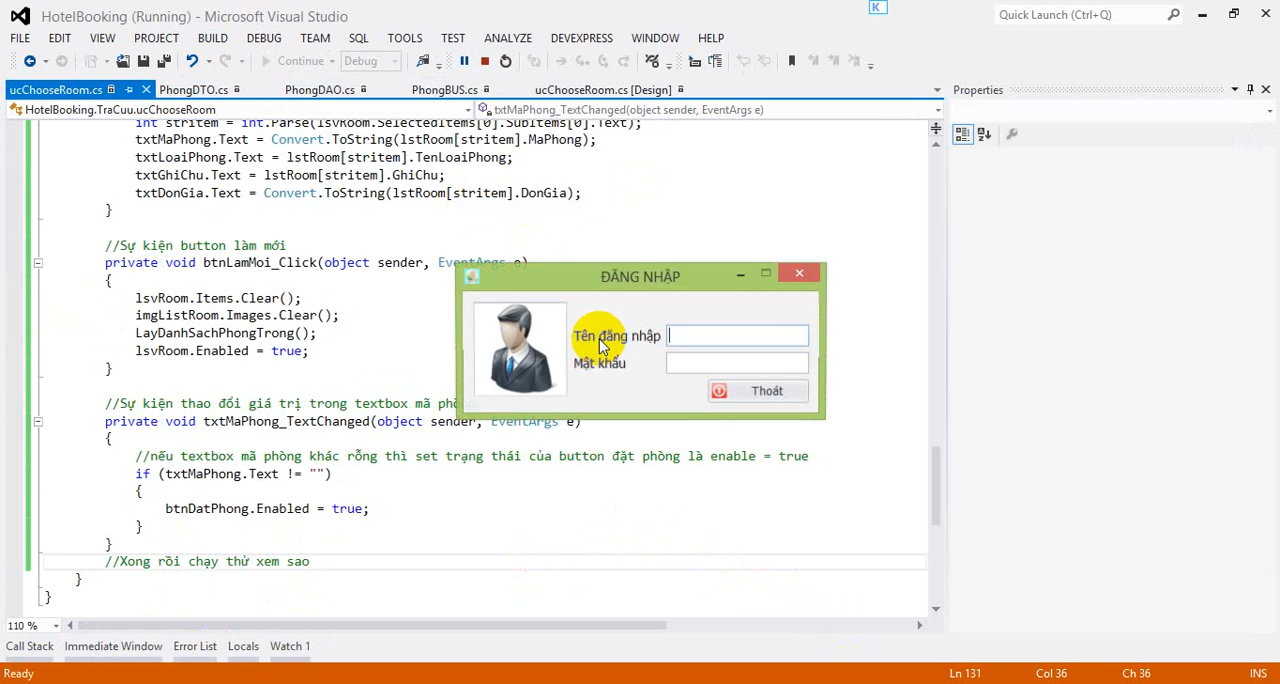 HotelBooking (Running) - Microsoft Visual Studio
K
Quick Launch (Ctrl+Q)
FILE EDIT VIEW PROJECT BUILD DEBUG TEAM SQL TOOLS TEST ANALYZE DEVEXPRESS WINDOW HELP
Continue Debug
ucChooseRoom.cs PhongDTO.cs PhongDAO.cs PhongBUS.cs ucChooseRoom.cs [Design] Properties
HotelBooking.TraCuu.ucChooseRoom txtMaPhong_TextChanged(object sender, EventArgs e)
int stritem = int.Parse(lsvRoom.SelectedItems[0].SubItems[0].Text);
txtMaPhong.Text = Convert.ToString(lstRoom[stritem].MaPhong);
txtLoaiPhong.Text = lstRoom[stritem].TenLoaiPhong;
txtGhiChu.Text = lstRoom[stritem].GhiChu;
txtDonGia.Text = Convert.ToString(lstRoom[stritem].DonGia);
}
//Sự kiện button làm mới
private void btnLamMoi_Click(object sender, EventArgs e)
{
lsvRoom.Items.Clear();
imgListRoom.Images.Clear();
LayDanhSachPhongTrong();
lsvRoom.Enabled = true;
}
//Sự kiện thao đổi giá trị trong textbox mã
private void txtMaPhong_TextChanged(object sender, EventArgs e)
{
//nếu textbox mã phòng khác rỗng thì set trạng thái của button đặt phòng là enable = true
if (txtMaPhong.Text != "")
{
btnDatPhong.Enabled = true;
}
}
//Xong rồi chạy thử xem sao
}
}
ĐĂNG NHẬP
Tên đăng nhập
Mật khẩu
Thoát
110 %
Call Stack Immediate Window Error List Locals Watch 1
Ready Ln 131 Col 36 Ch 36 INS